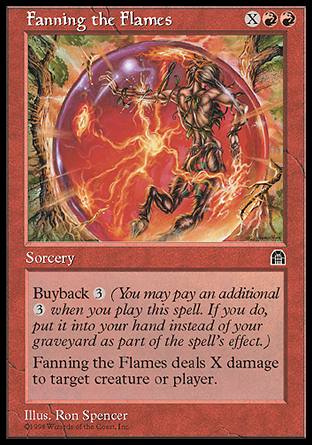 Fanning the Flames X R R
Sorcery
Buyback 3 (You may pay an additional
3 when you play this spell. If you do,
put it into your hand instead of your
graveyard as part of the spell's effect.)
Fanning the Flames deals X damage
to target creature or player.
Illus. Ron Spencer
©1998 Wizards of the Coast, Inc.